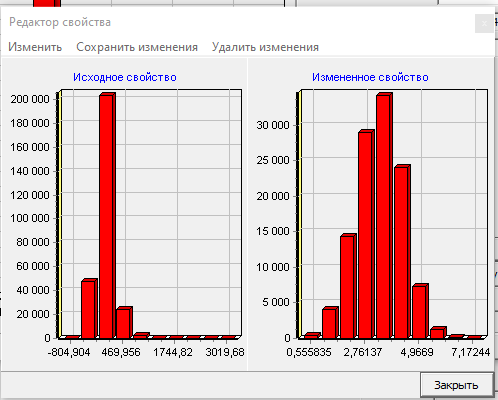 Редактор свойства
Изменить Сохранить изменения Удалить изменения
Исходное свойство
200 000
180 000
160 000
140 000
120 000
100 000
80 000
60 000
40 000
20 000
0
-804,904 469,956 1744,82 3019,68
Измененное свойство
30 000
25 000
20 000
15 000
10 000
5 000
0
0,555835 2,76137 4,9669 7,17244
Закрыть